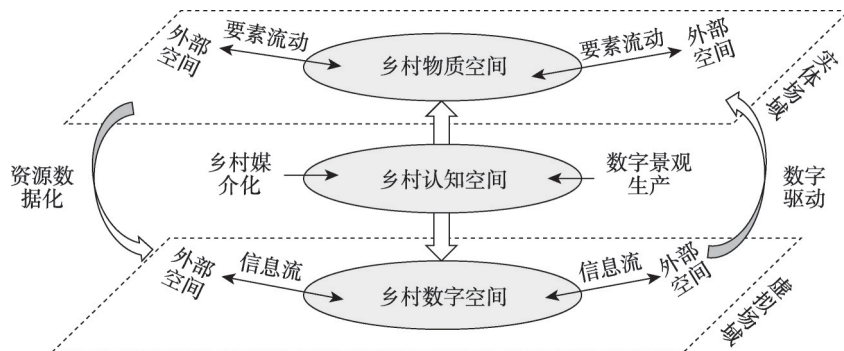 外部
空间
要素流动
乡村物质空间
要素流动
外部
空间
实体场域
资源数
据化
乡村媒
介化
乡村认知空间
数字景观
生产
数字
驱动
外部
空间
信息流
乡村数字空间
信息流
外部
空间
虚拟场域